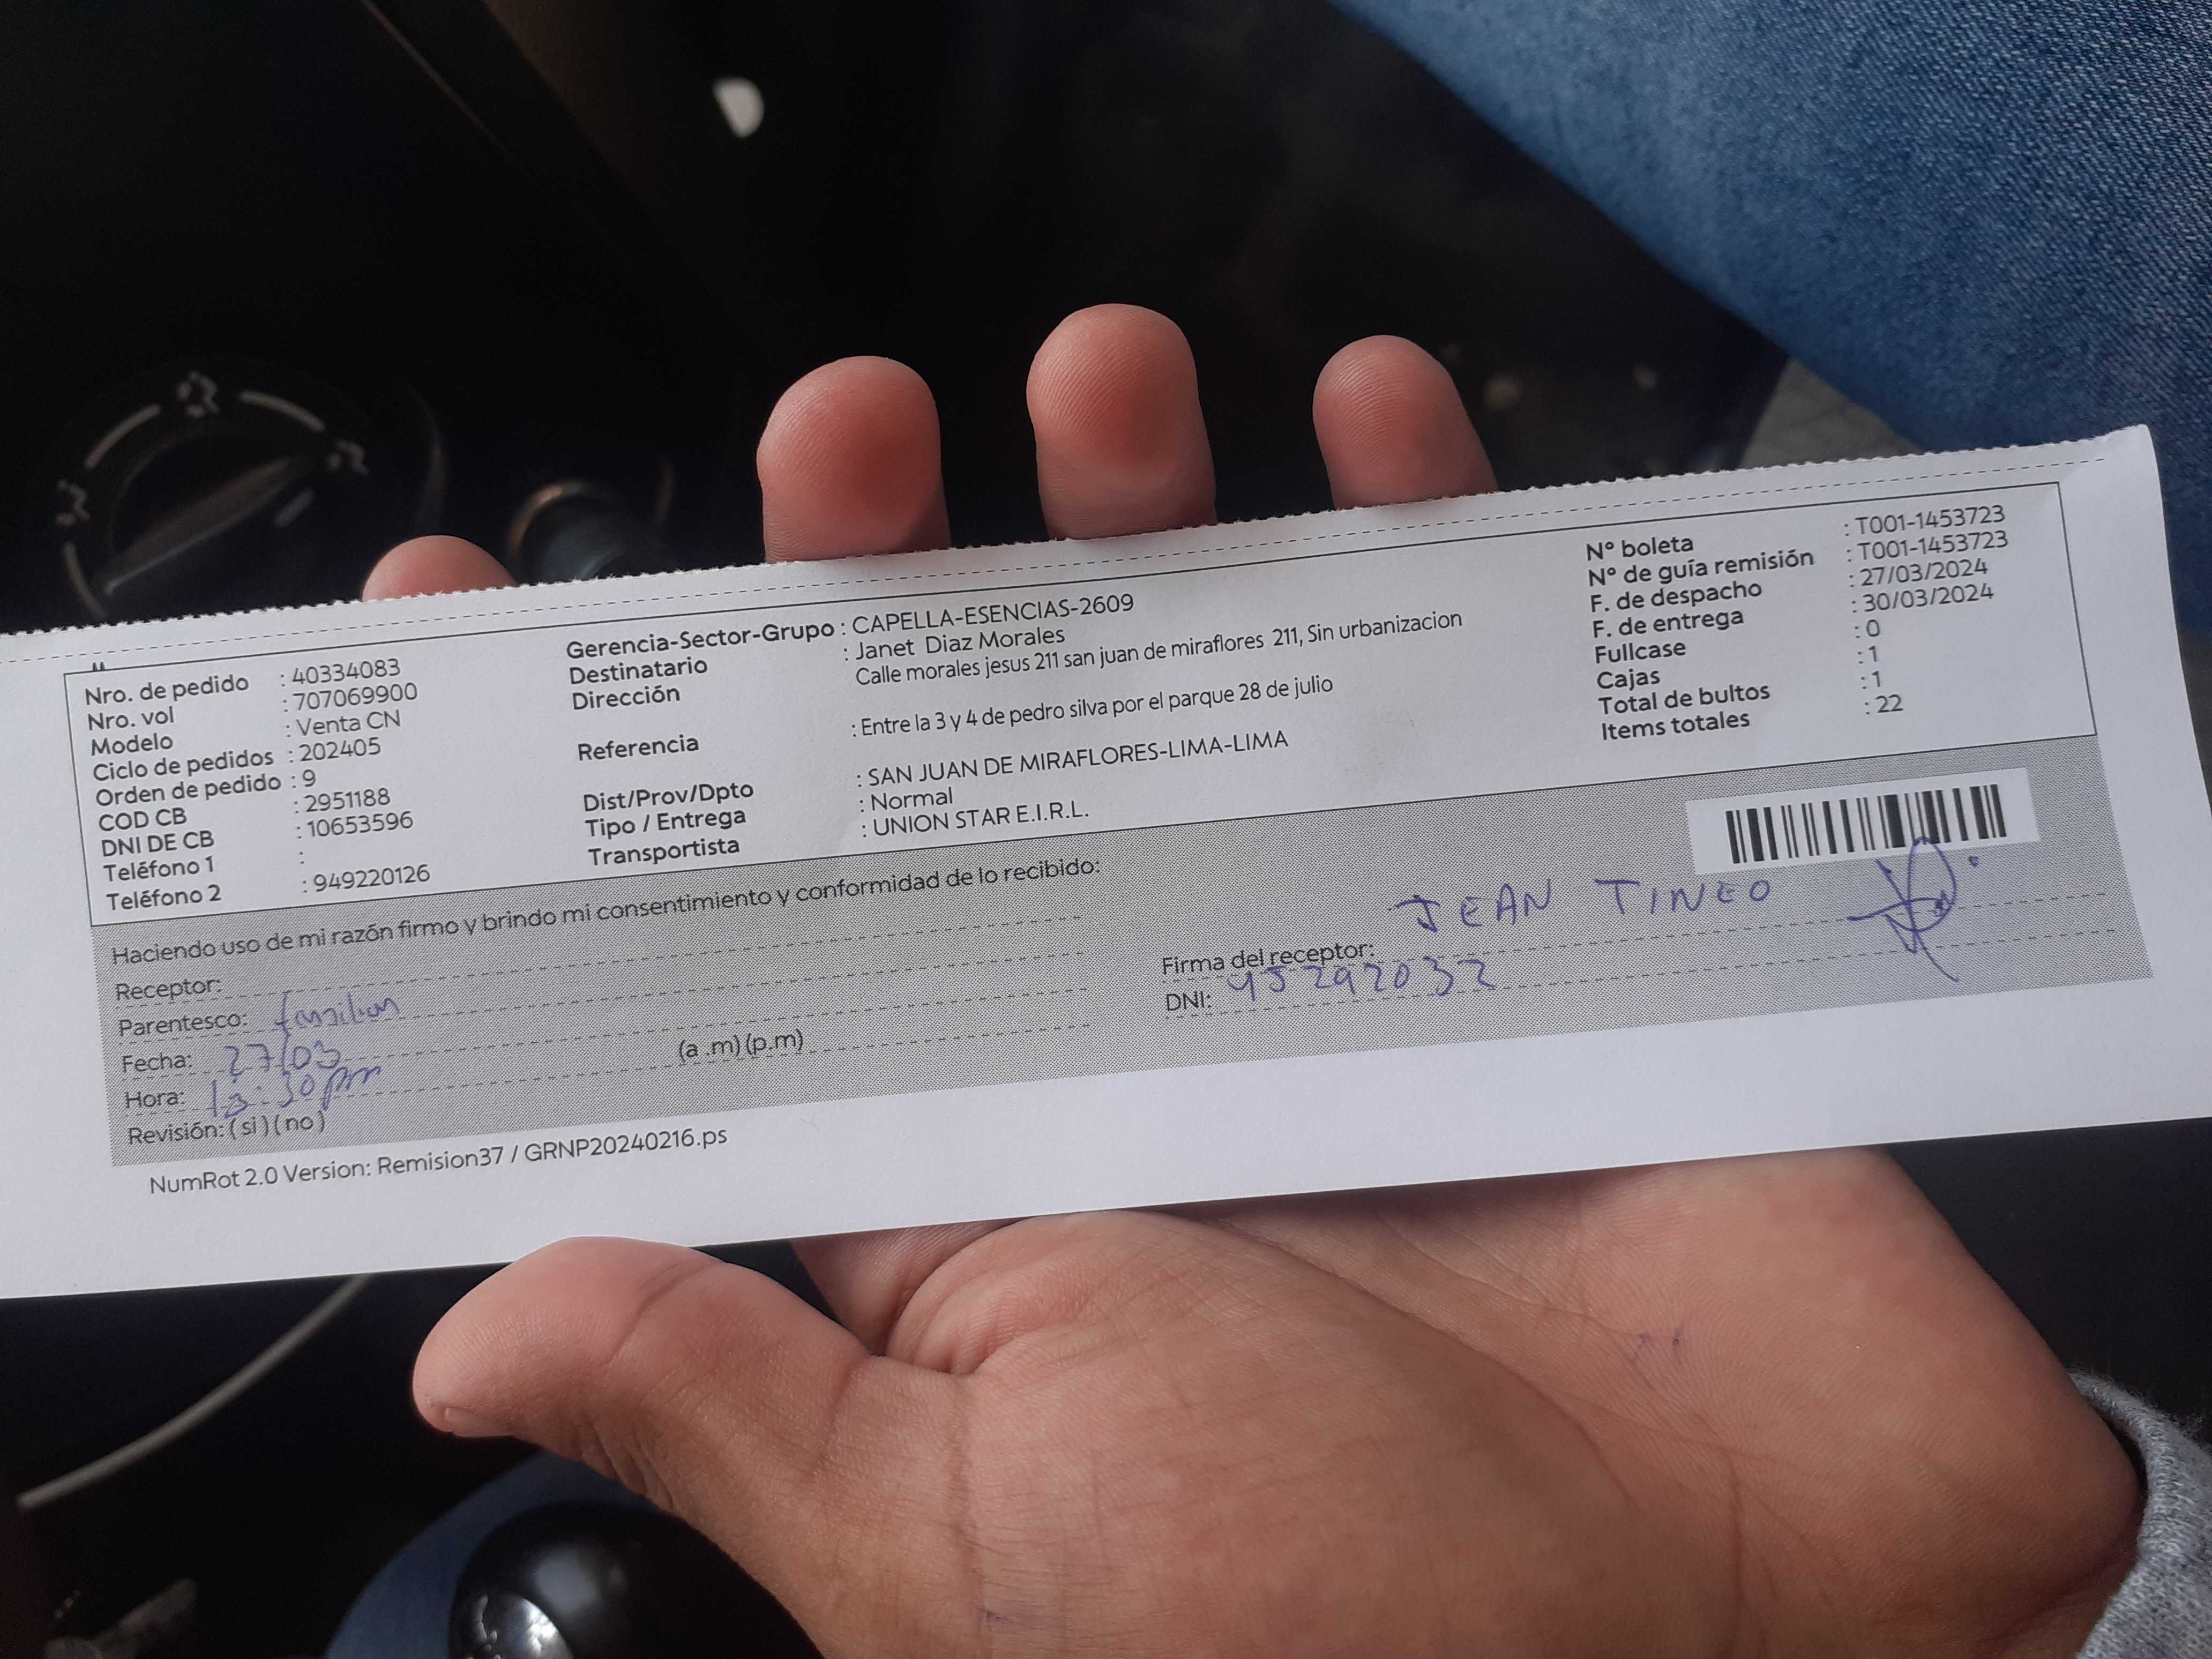 Nro. de pedido : 40334083
Nro. vol : 707069900
Modelo : Venta CN
Ciclo de pedidos : 202405
Orden de pedido : 9
COD CB : 2951188
DNI DE CB : 10653596
Teléfono 1 :
Teléfono 2 : 949220126
Gerencia-Sector-Grupo : CAPELLA-ESENCIAS-2609
Destinatario : Janet Diaz Morales
Dirección Calle morales jesus 211 san juan de miraflores 211, Sin urbanizacion
Referencia : Entre la 3 y 4 de pedro silva por el parque 28 de julio
Dist/Prov/Dpto : SAN JUAN DE MIRAFLORES-LIMA-LIMA
Tipo / Entrega : Normal
Transportista : UNION STAR E.I.R.L.
N° boleta : T001-1453723
N° de guía remisión : T001-1453723
F. de despacho : 27/03/2024
F. de entrega : 30/03/2024
Fullcase : 0
Cajas : 1
Total de bultos : 1
Items totales : 22
Haciendo uso de mi razón firmo y brindo mi consentimiento y conformidad de lo recibido:
Receptor:
Parentesco: familiar
Fecha: 27/03
Hora: (a .m) (p.m)
Revisión: (si) (no)
JEAN TINEO
Firma del receptor:
DNI: 45292032
NumRot 2.0 Version: Remision37 / GRNP20240216.ps